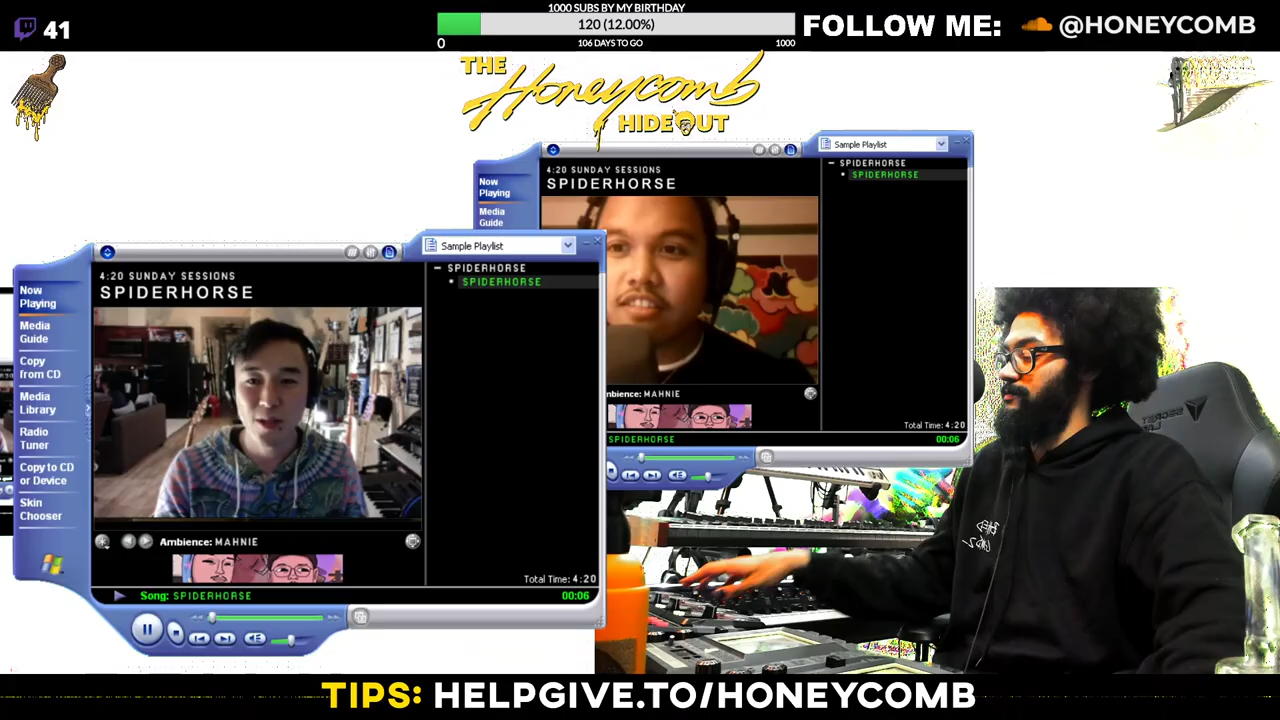 41
1000 SUBS BY MY BIRTHDAY
120 (12.00%)
0
106 DAYS TO GO
1000
FOLLOW ME:
@HONEYCOMB
THE
Honeycomb
HIDEOUT
Now
Playing
Media
Guide
4:20 SUNDAY SESSIONS
SPIDERHORSE
Sample Playlist
SPIDERHORSE
SPIDERHORSE
bience: MAHNIE
Total Time: 4:20
SPIDERHORSE
00:06
Now
Playing
Media
Guide
Copy
from CD
Media
Library
Radio
Tuner
Copy to CD
or Device
Skin
Chooser
4:20 SUNDAY SESSIONS
SPIDERHORSE
Sample Playlist
SPIDERHORSE
SPIDERHORSE
Ambience: MAHNIE
Total Time: 4:20
Song: SPIDERHORSE
00:06
TIPS: HELPGIVE.TO/HONEYCOMB